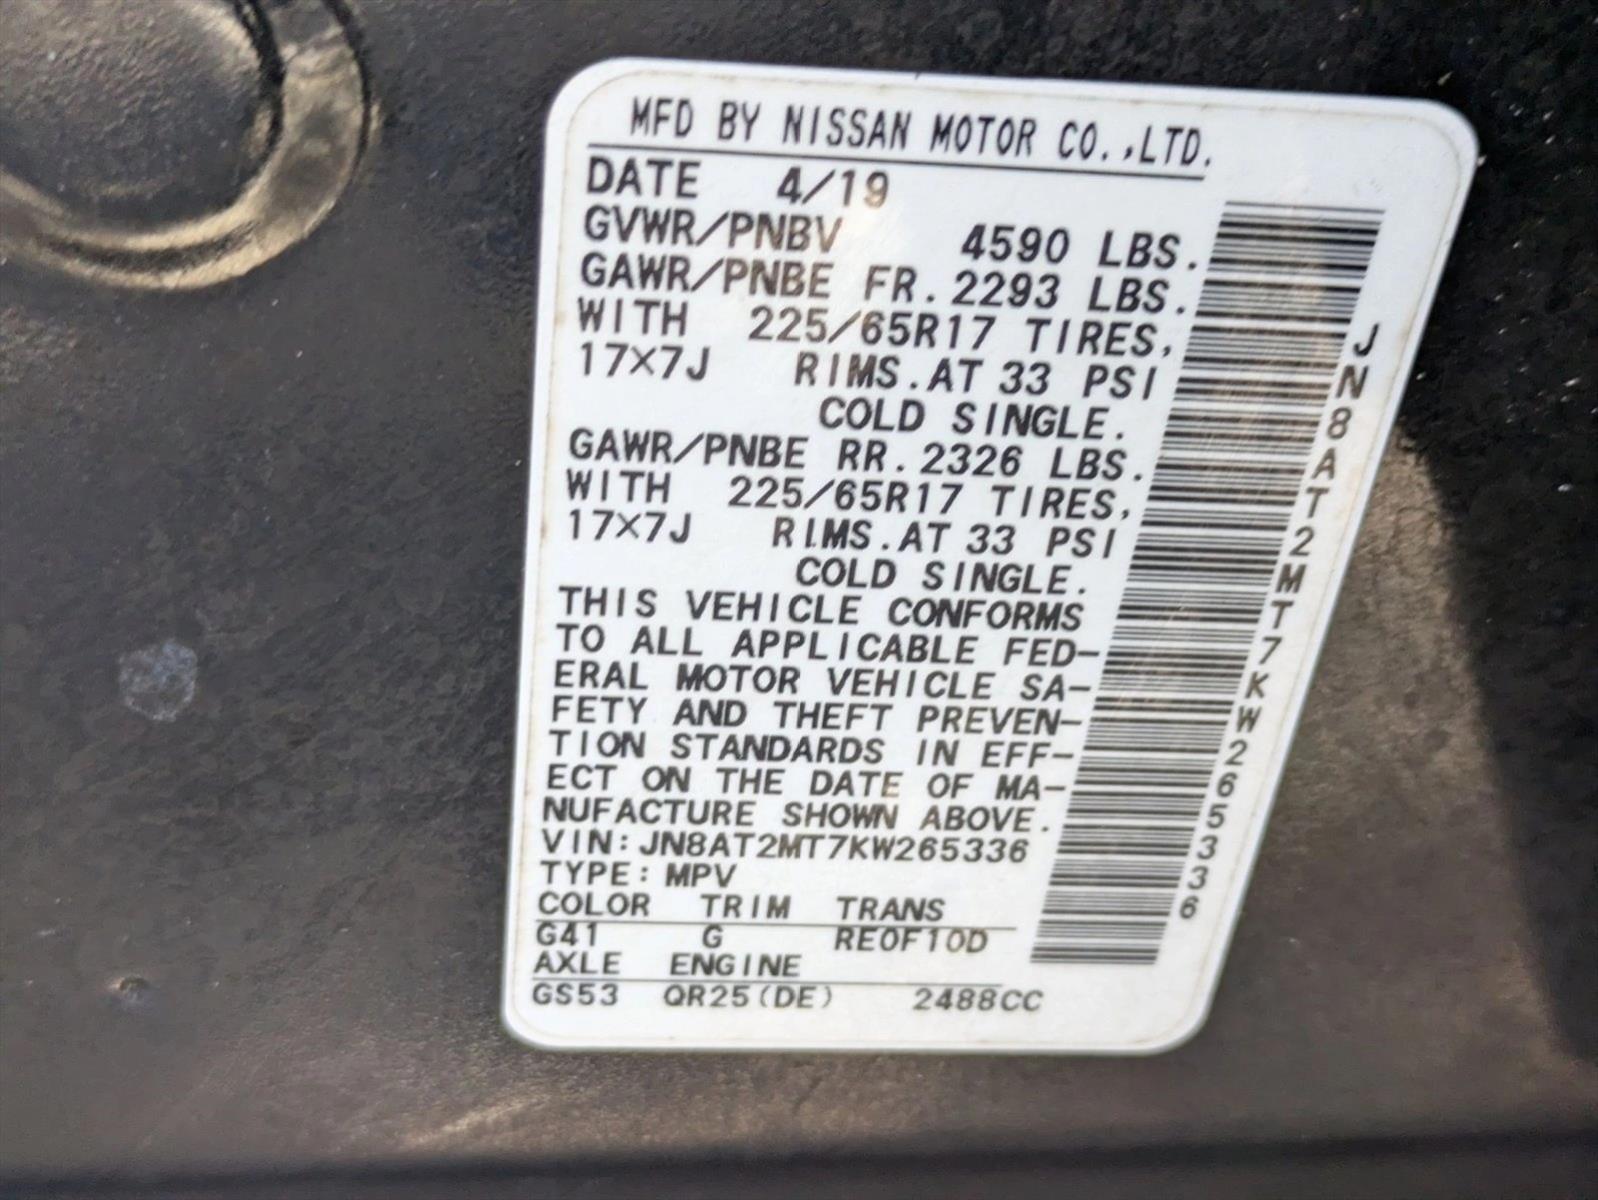 MFD BY NISSAN MOTOR CO.,LTD.
DATE 4/19
GVWR/PNBV 4590 LBS.
GAWR/PNBE FR. 2293 LBS.
WITH 225/65R17 TIRES,
17×7J RIMS. AT 33 PSI
COLD SINGLE.
GAWR/PNBE RR. 2326 LBS.
WITH 225/65R17 TIRES,
17×7J RIMS. AT 33 PSI
COLD SINGLE.
THIS VEHICLE CONFORMS
TO ALL APPLICABLE FED-
ERAL MOTOR VEHICLE SA-
FETY AND THEFT PREVEN-
TION STANDARDS IN EFF-
ECT ON THE DATE OF MA-
NUFACTURE SHOWN ABOVE.
VIN: JN8AT2MT7KW265336
TYPE: MPV
COLOR TRIM TRANS
G41 G RE0F10D
AXLE ENGINE
GS53 QR25(DE) 2488CC
JN8AT2MT7KW265336